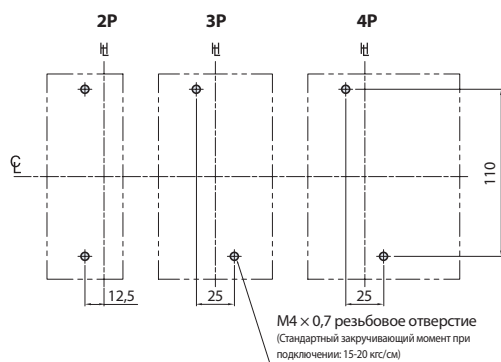 2P 3P 4P
H̵L H̵L H̵L
℄
110
12,5 25 25
M4 × 0,7 резьбовое отверстие
(Стандартный закручивающий момент при
подключении: 15-20 кгс/см)